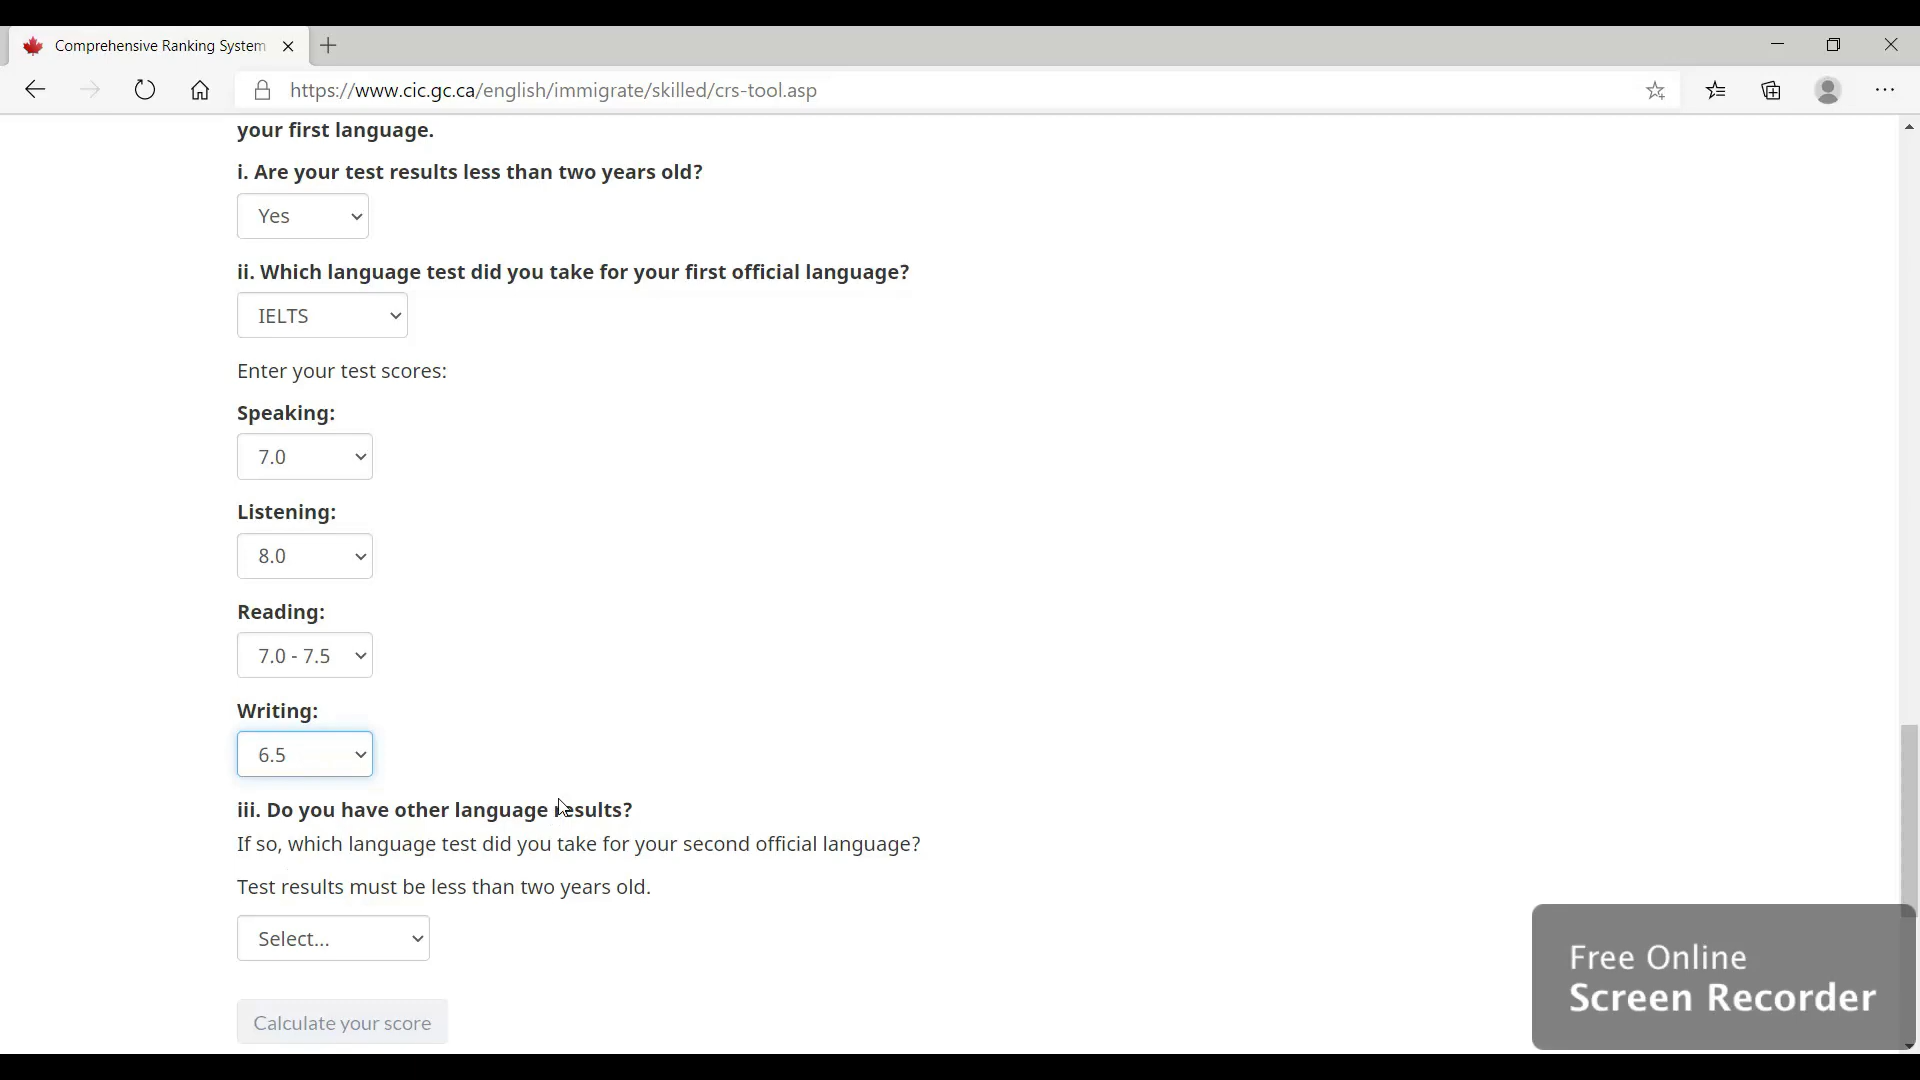 Comprehensive Ranking System
https://www.cic.gc.ca/english/immigrate/skilled/crs-tool.asp
your first language.
i. Are your test results less than two years old?
Yes
ii. Which language test did you take for your first official language?
IELTS
Enter your test scores:
Speaking:
7.0
Listening:
8.0
Reading:
7.0 - 7.5
Writing:
6.5
iii. Do you have other language results?
If so, which language test did you take for your second official language?
Test results must be less than two years old.
Select...
Calculate your score
Free Online
Screen Recorder